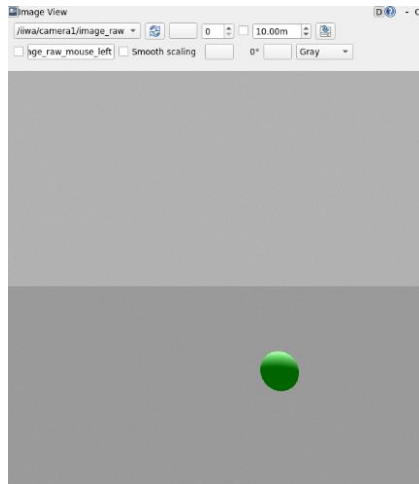 Image View
D - C
/iiwa/camera1/image_raw 0 10.00m
age_raw_mouse_left Smooth scaling 0° Gray